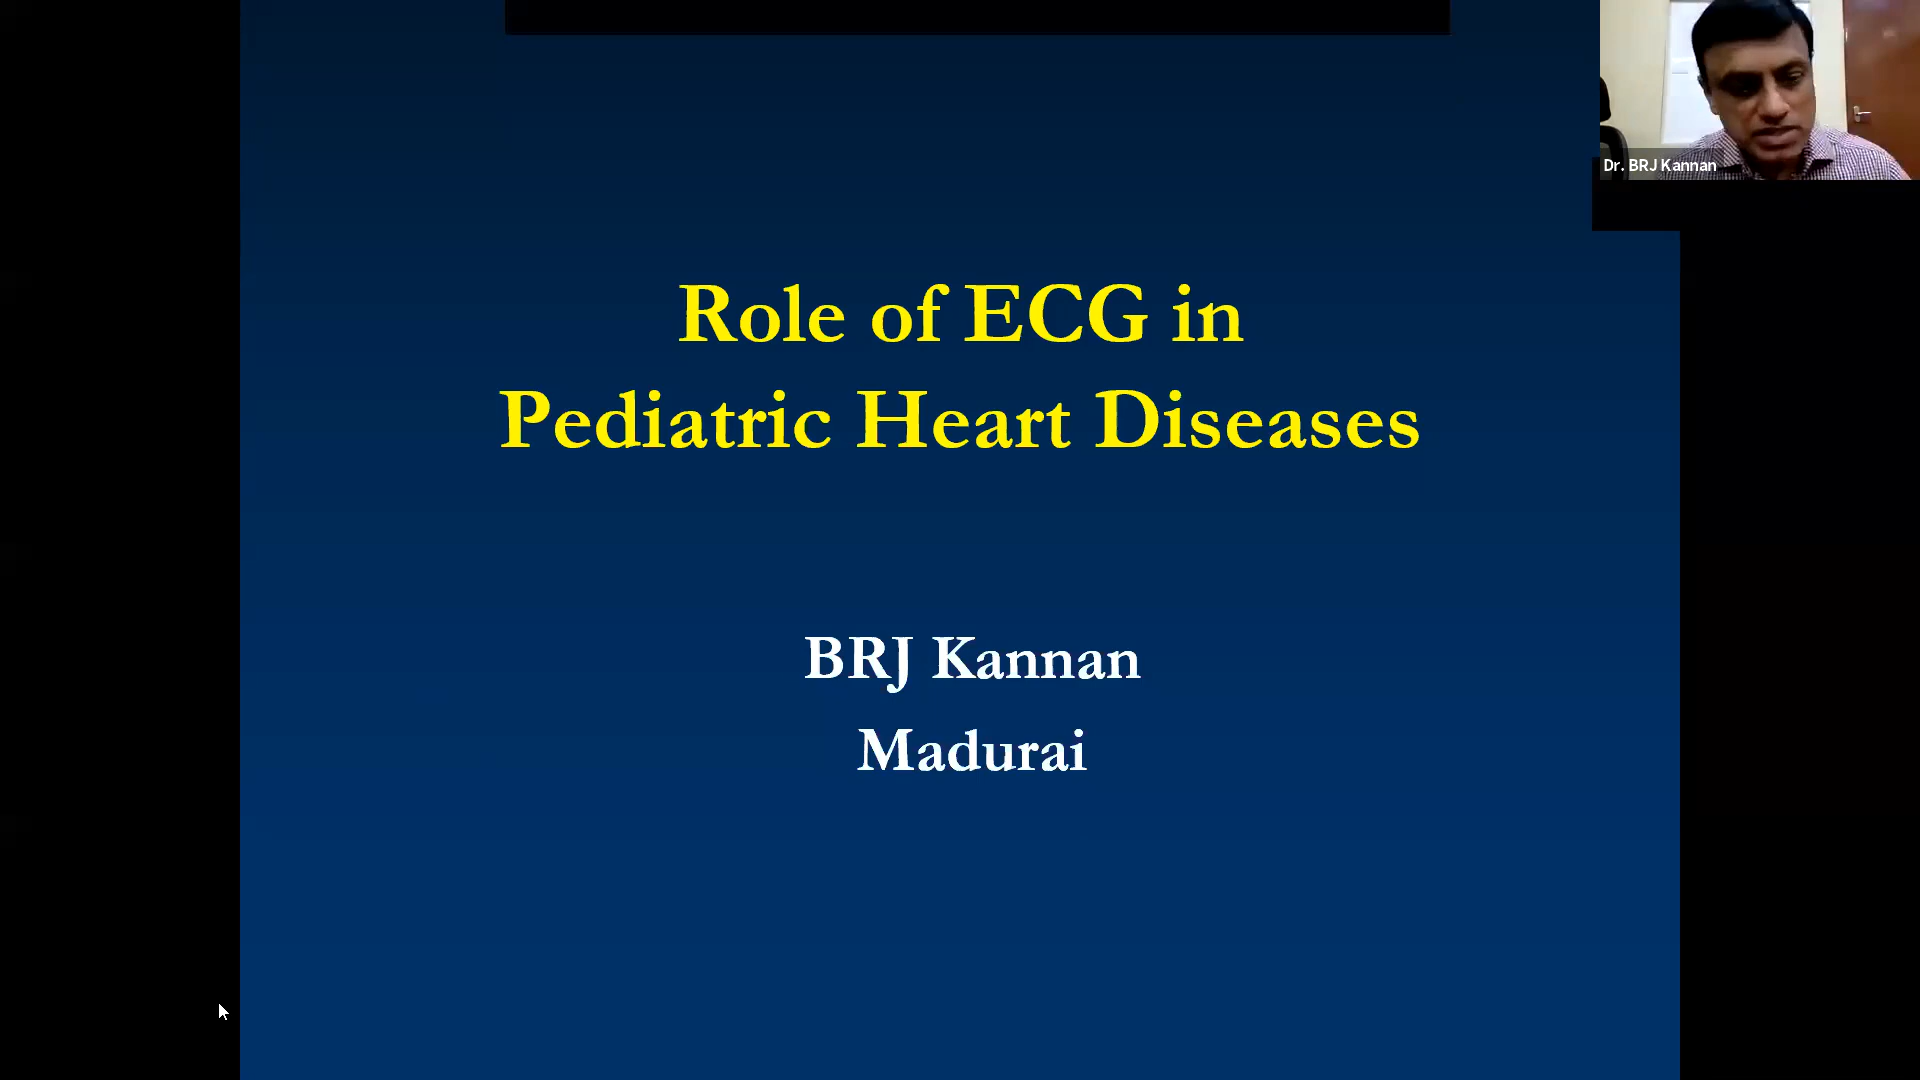 Role of ECG in
Pediatric Heart Diseases
BRJ Kannan
Madurai
Dr. BRJ Kannan